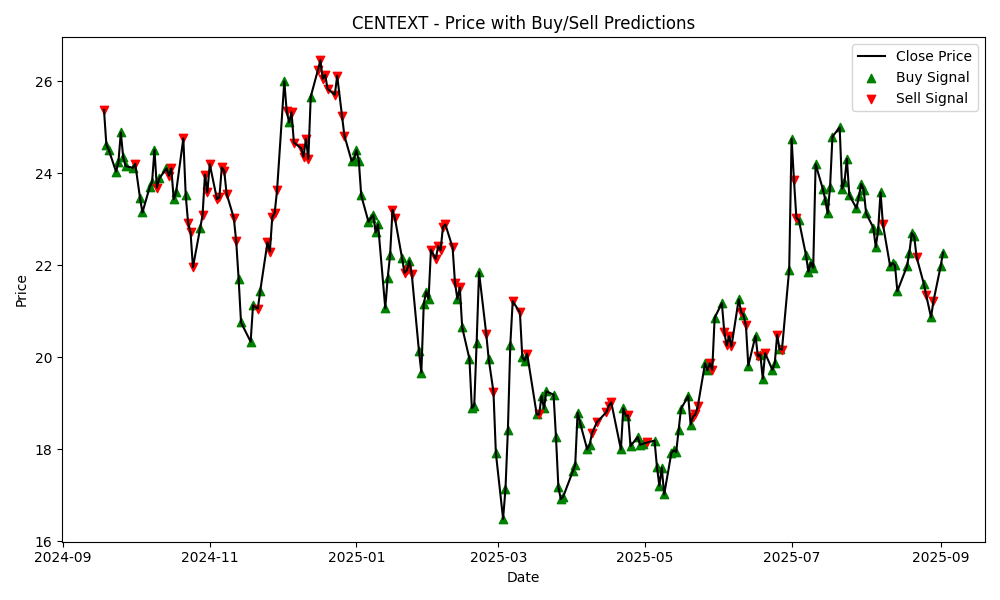 CENTEXT - Price with Buy/Sell Predictions
Close Price
Buy Signal
Sell Signal
Price
26
24
22
20
18
16
2024-09 2024-11 2025-01 2025-03 2025-05 2025-07 2025-09
Date